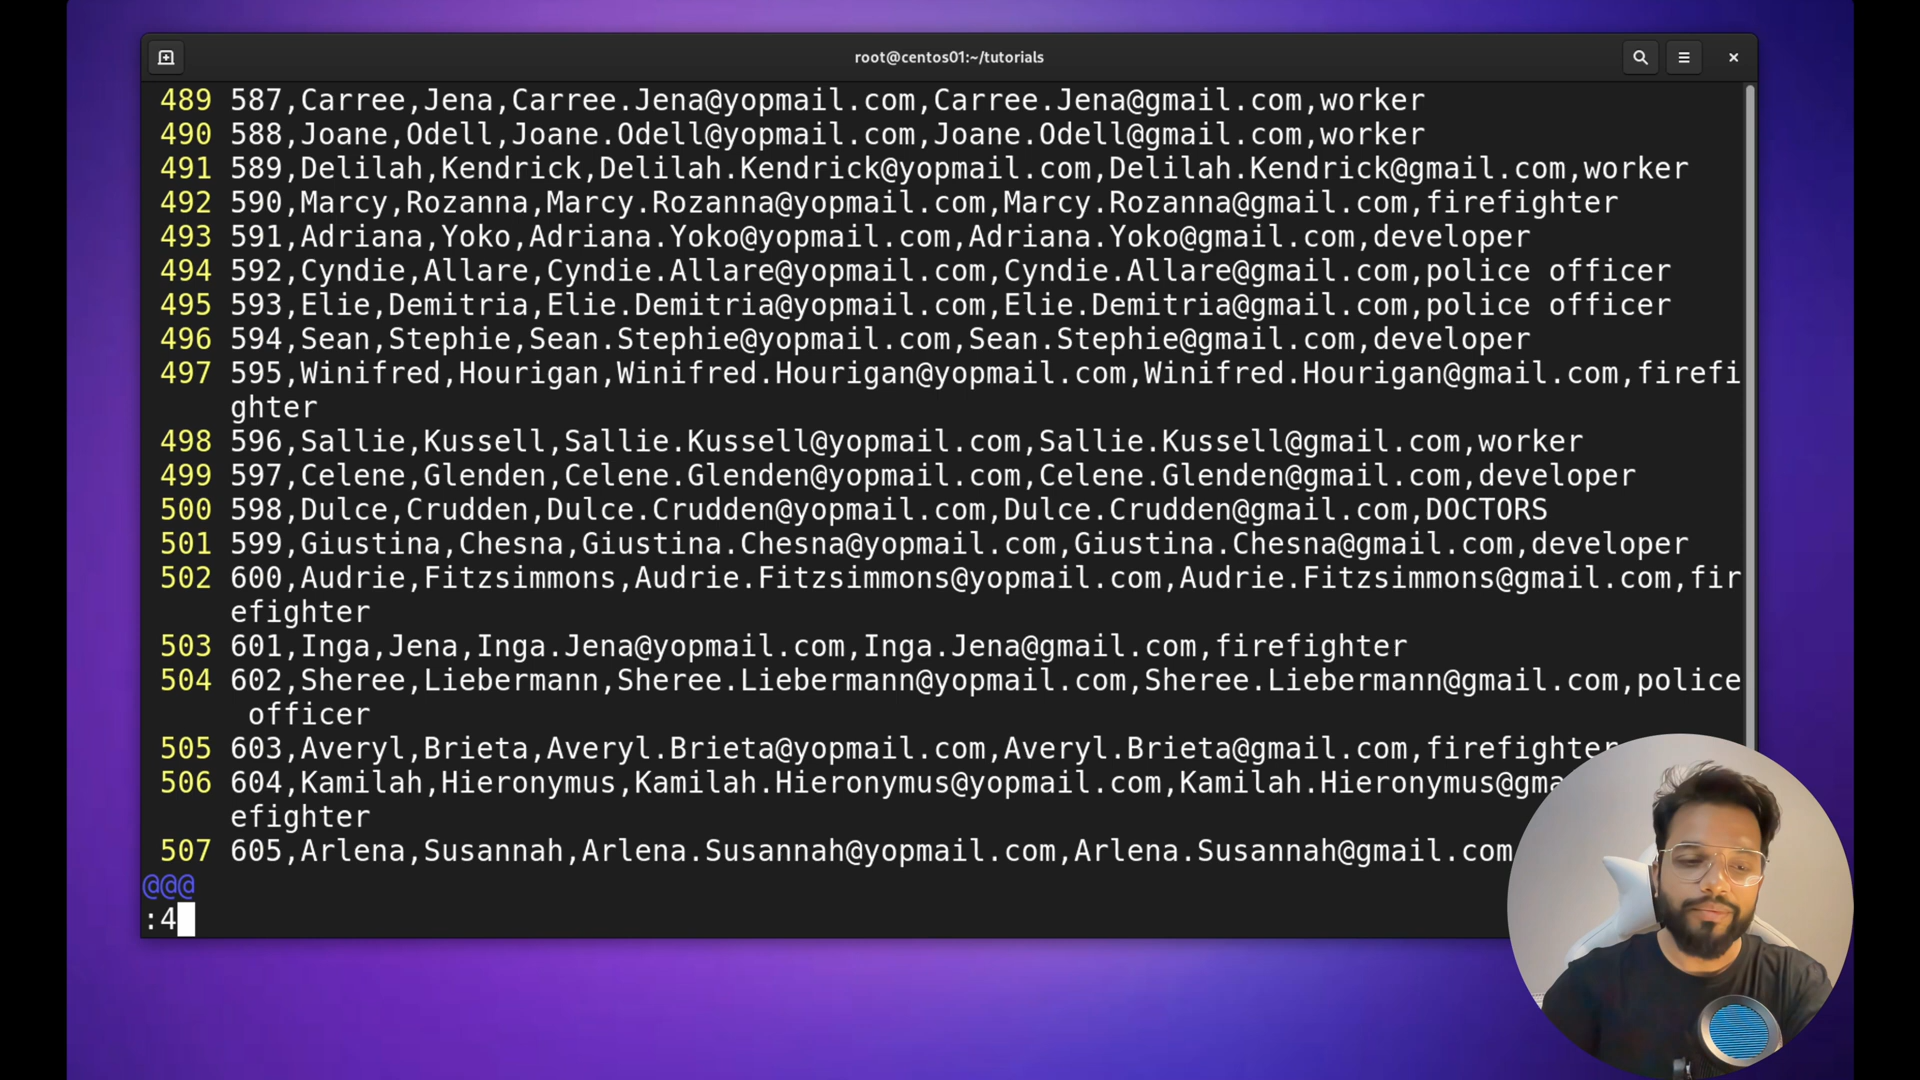 root@centos01:~/tutorials
489 587,Carree,Jena,Carree.Jena@yopmail.com,Carree.Jena@gmail.com,worker
490 588,Joane,Odell,Joane.Odell@yopmail.com,Joane.Odell@gmail.com,worker
491 589,Delilah,Kendrick,Delilah.Kendrick@yopmail.com,Delilah.Kendrick@gmail.com,worker
492 590,Marcy,Rozanna,Marcy.Rozanna@yopmail.com,Marcy.Rozanna@gmail.com,firefighter
493 591,Adriana,Yoko,Adriana.Yoko@yopmail.com,Adriana.Yoko@gmail.com,developer
494 592,Cyndie,Allare,Cyndie.Allare@yopmail.com,Cyndie.Allare@gmail.com,police officer
495 593,Elie,Demitria,Elie.Demitria@yopmail.com,Elie.Demitria@gmail.com,police officer
496 594,Sean,Stephie,Sean.Stephie@yopmail.com,Sean.Stephie@gmail.com,developer
497 595,Winifred,Hourigan,Winifred.Hourigan@yopmail.com,Winifred.Hourigan@gmail.com,firefi
ghter
498 596,Sallie,Kussell,Sallie.Kussell@yopmail.com,Sallie.Kussell@gmail.com,worker
499 597,Celene,Glenden,Celene.Glenden@yopmail.com,Celene.Glenden@gmail.com,developer
500 598,Dulce,Crudden,Dulce.Crudden@yopmail.com,Dulce.Crudden@gmail.com,DOCTORS
501 599,Giustina,Chesna,Giustina.Chesna@yopmail.com,Giustina.Chesna@gmail.com,developer
502 600,Audrie,Fitzsimmons,Audrie.Fitzsimmons@yopmail.com,Audrie.Fitzsimmons@gmail.com,fir
efighter
503 601,Inga,Jena,Inga.Jena@yopmail.com,Inga.Jena@gmail.com,firefighter
504 602,Sheree,Liebermann,Sheree.Liebermann@yopmail.com,Sheree.Liebermann@gmail.com,police
officer
505 603,Averyl,Brieta,Averyl.Brieta@yopmail.com,Averyl.Brieta@gmail.com,firefighter
506 604,Kamilah,Hieronymus,Kamilah.Hieronymus@yopmail.com,Kamilah.Hieronymus@gma
efighter
507 605,Arlena,Susannah,Arlena.Susannah@yopmail.com,Arlena.Susannah@gmail.com
@@@
:4